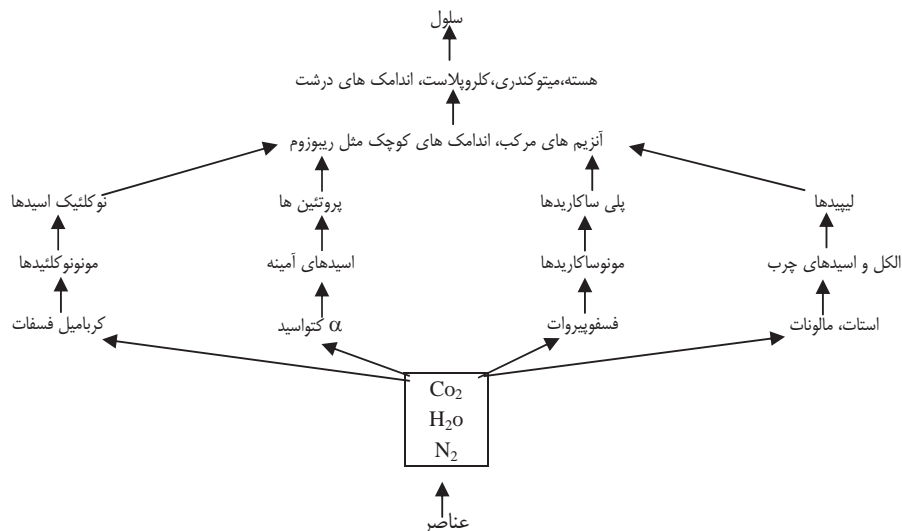 سلول
هسته،میتوکندری،کلروپلاست، اندامک های درشت
آنزیم های مرکب، اندامک های کوچک مثل ریبوزوم
لیپیدها
پلی ساکاریدها
پروتئین ها
نوکلئیک اسیدها
الکل و اسیدهای چرب
مونوساکاریدها
اسیدهای آمینه
مونونوکلئیدها
استات، مالونات
فسفوپیروات
α کتواسید
کربامیل فسفات
Co₂
H₂o
N₂
عناصر